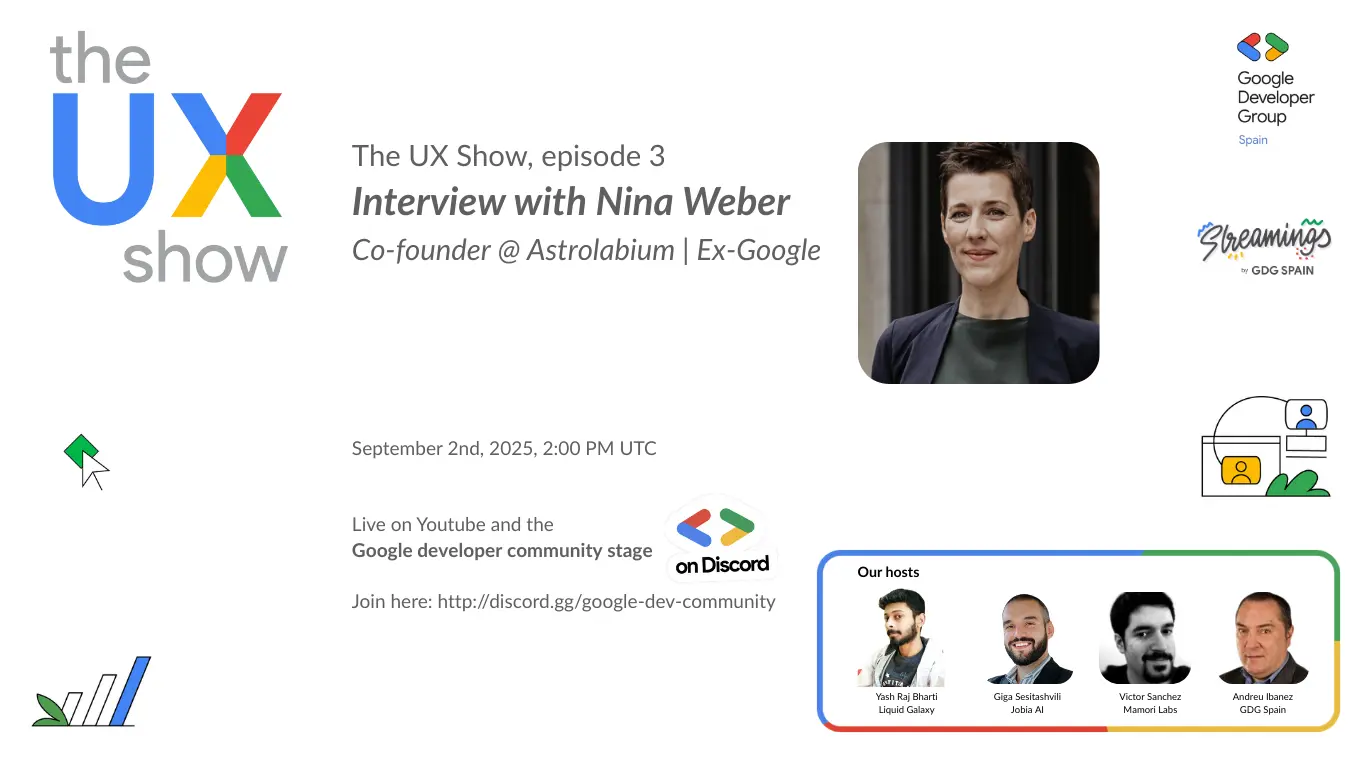 the
UX
show
The UX Show, episode 3
Interview with Nina Weber
Co-founder @ Astrolabium | Ex-Google
Google
Developer
Group
Spain
Streamings
by GDG SPAIN
September 2nd, 2025, 2:00 PM UTC
Live on Youtube and the
Google developer community stage
on Discord
Join here: http://discord.gg/google-dev-community
Our hosts
Yash Raj Bharti
Liquid Galaxy
Giga Sesitashvili
Jobia AI
Victor Sanchez
Mamori Labs
Andreu Ibanez
GDG Spain